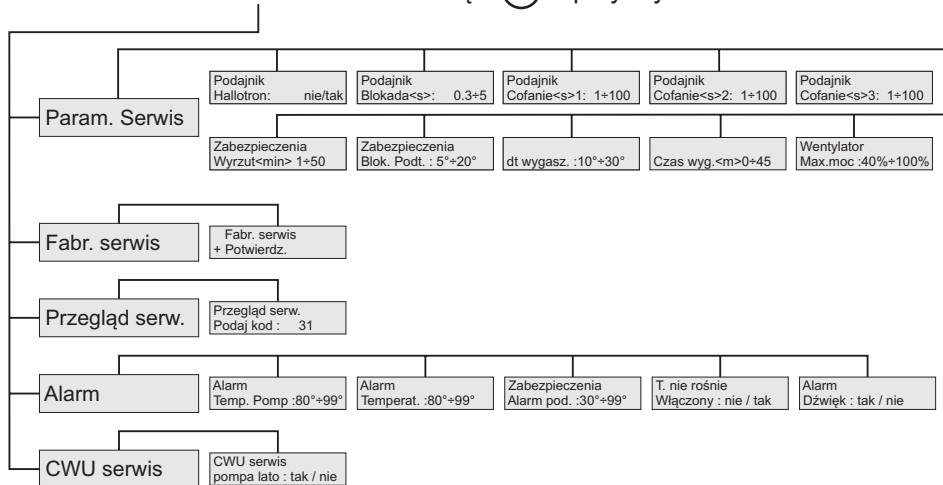 Podajnik
Hallotron: nie/tak
Podajnik
Blokada<s>: 0.3÷5
Podajnik
Cofanie<s>1: 1÷100
Podajnik
Cofanie<s>2: 1÷100
Podajnik
Cofanie<s>3: 1÷100
Param. Serwis
Zabezpieczenia
Wyrzut<min> 1÷50
Zabezpieczenia
Blok. Podt. : 5°÷20°
dt wygasz. :10°÷30°
Czas wyg.<m>0÷45
Wentylator
Max.moc :40%÷100%
Fabr. serwis
Fabr. serwis
+ Potwierdz.
Przegląd serw.
Przegląd serw.
Podaj kod : 31
Alarm
Alarm
Temp. Pomp :80°÷99°
Alarm
Temperat. :80°÷99°
Zabezpieczenia
Alarm pod. :30°÷99°
T. nie rośnie
Włączony : nie / tak
Alarm
Dźwięk : tak / nie
CWU serwis
CWU serwis
pompa lato : tak / nie